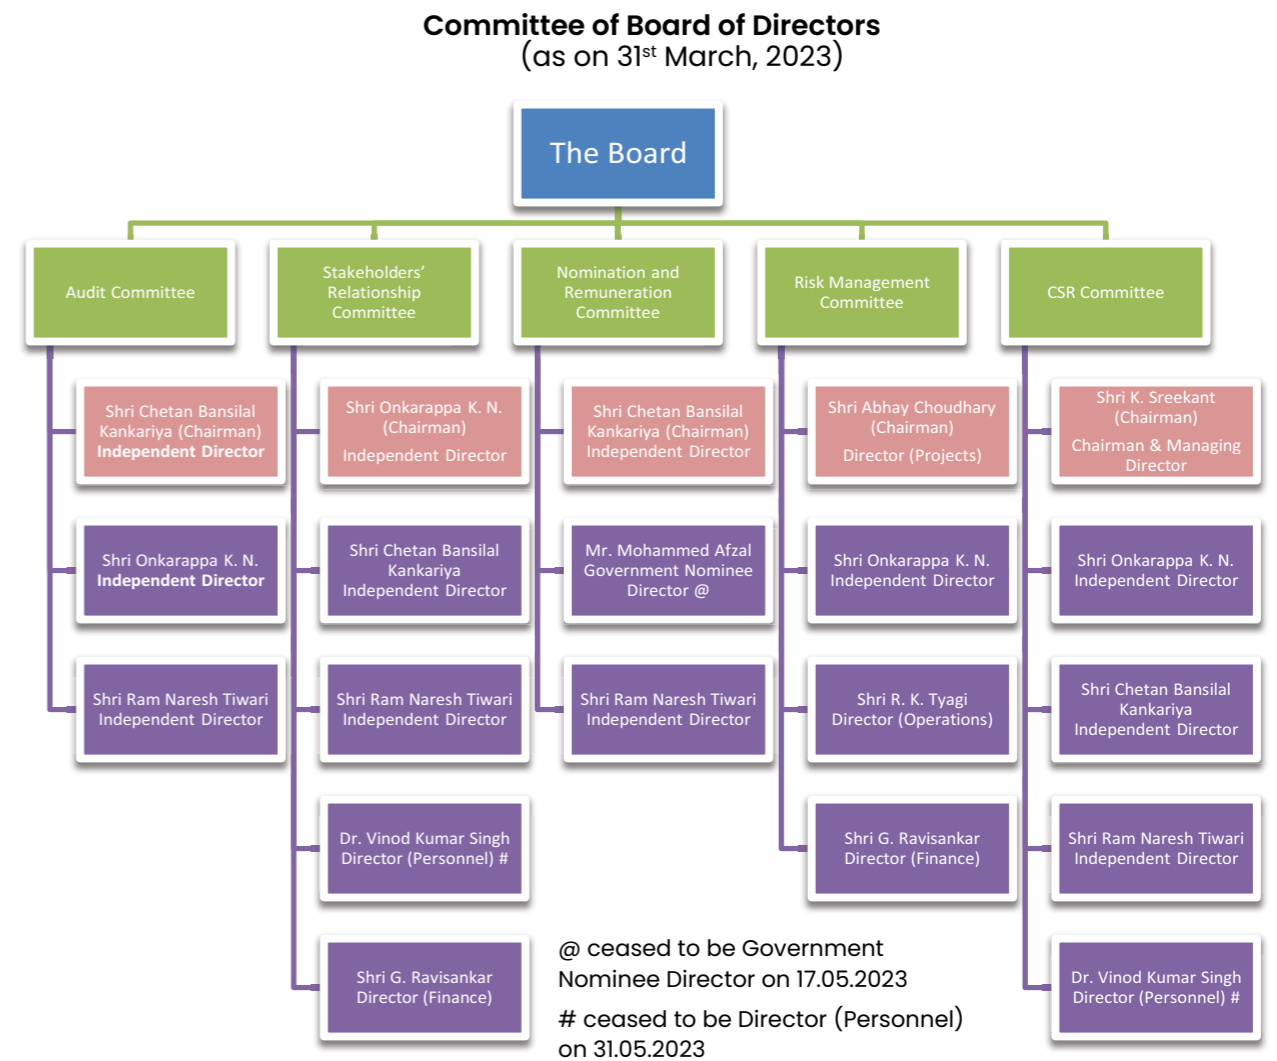 Committee of Board of Directors
(as on 31st March, 2023)
The Board
Audit Committee
Stakeholders’
Relationship
Committee
Nomination and
Remuneration
Committee
Risk Management
Committee
CSR Committee
Shri Chetan Bansilal
Kankariya (Chairman)
Independent Director
Shri Onkarappa K. N.
Independent Director
Shri Ram Naresh Tiwari
Independent Director
Shri Onkarappa K. N.
(Chairman)
Independent Director
Shri Chetan Bansilal
Kankariya
Independent Director
Shri Ram Naresh Tiwari
Independent Director
Dr. Vinod Kumar Singh
Director (Personnel) #
Shri G. Ravisankar
Director (Finance)
Shri Chetan Bansilal
Kankariya (Chairman)
Independent Director
Mr. Mohammed Afzal
Government Nominee
Director @
Shri Ram Naresh Tiwari
Independent Director
Shri Abhay Choudhary
(Chairman)
Director (Projects)
Shri Onkarappa K. N.
Independent Director
Shri R. K. Tyagi
Director (Operations)
Shri G. Ravisankar
Director (Finance)
Shri K. Sreekant
(Chairman)
Chairman & Managing
Director
Shri Onkarappa K. N.
Independent Director
Shri Chetan Bansilal
Kankariya
Independent Director
Shri Ram Naresh Tiwari
Independent Director
Dr. Vinod Kumar Singh
Director (Personnel) #
@ ceased to be Government
Nominee Director on 17.05.2023
# ceased to be Director (Personnel)
on 31.05.2023